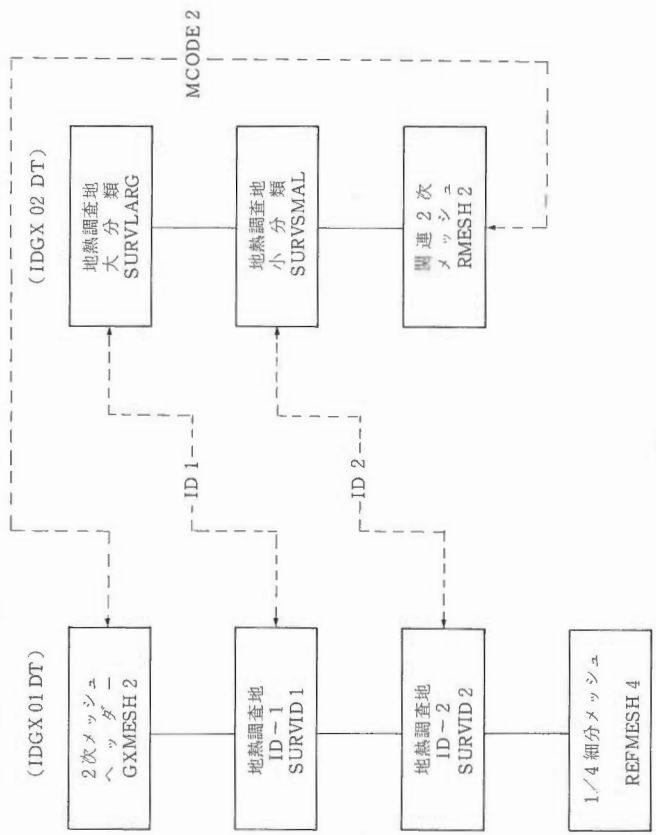 (IDGX 01 DT)
2次メッシュ
ヘッダー
GXMESH 2
地熱調査地
ID~1
SURVID 1
地熱調査地
ID~2
SURVID 2
1/4 細分メッシュ
REFMESH 4
ID 1
ID 2
(IDGX 02 DT)
地熱調査地
大分類
SURVLARG
地熱調査地
小分類
SURVSMAL
関連2次
メッシュ
RMESH 2
MCODE 2